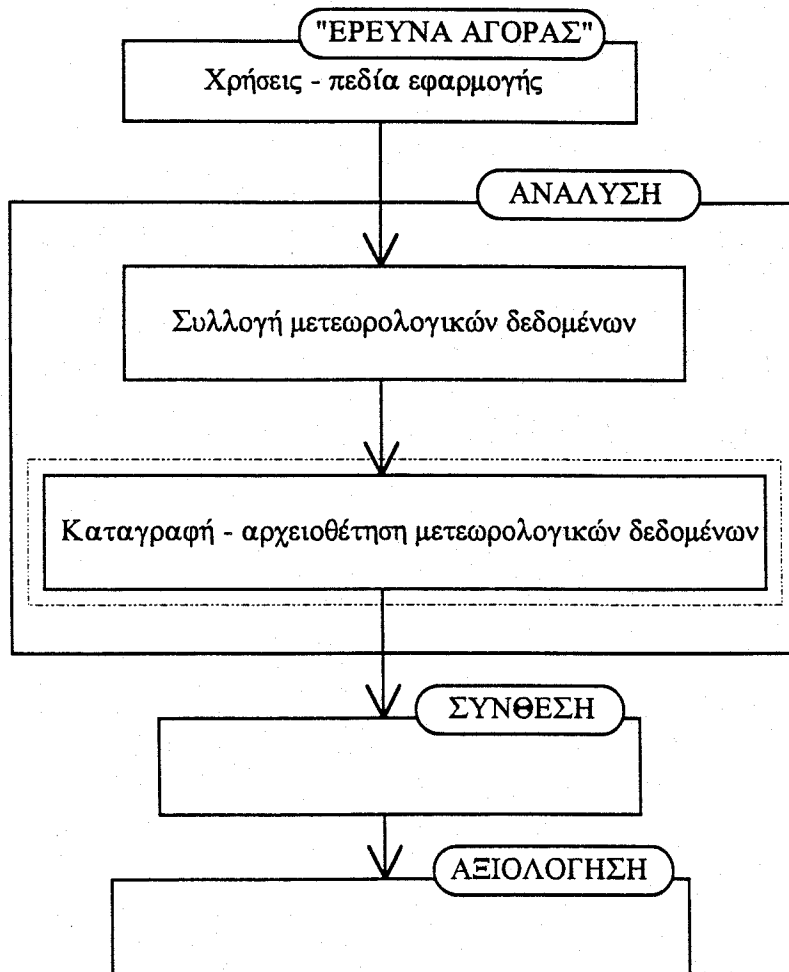 "ΕΡΕΥΝΑ ΑΓΟΡΑΣ"
Χρήσεις - πεδία εφαρμογής
ΑΝΑΛΥΣΗ
Συλλογή μετεωρολογικών δεδομένων
Καταγραφή - αρχειοθέτηση μετεωρολογικών δεδομένων
ΣΥΝΘΕΣΗ
ΑΞΙΟΛΟΓΗΣΗ